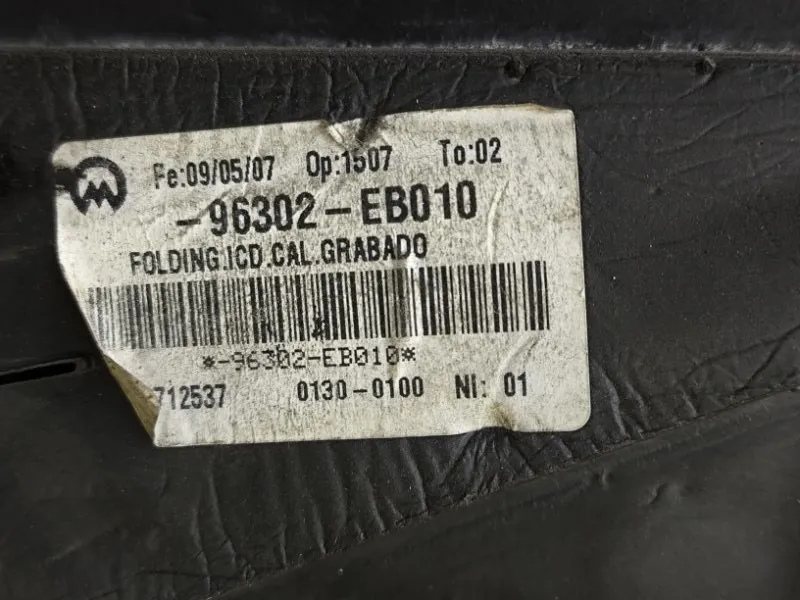 Fe:09/05/07 Op:1507 To:02
-96302-EB010
FOLDING.ICD.CAL.GRABADO
*-96302-EB010*
712537 0130-0100 NI: 01